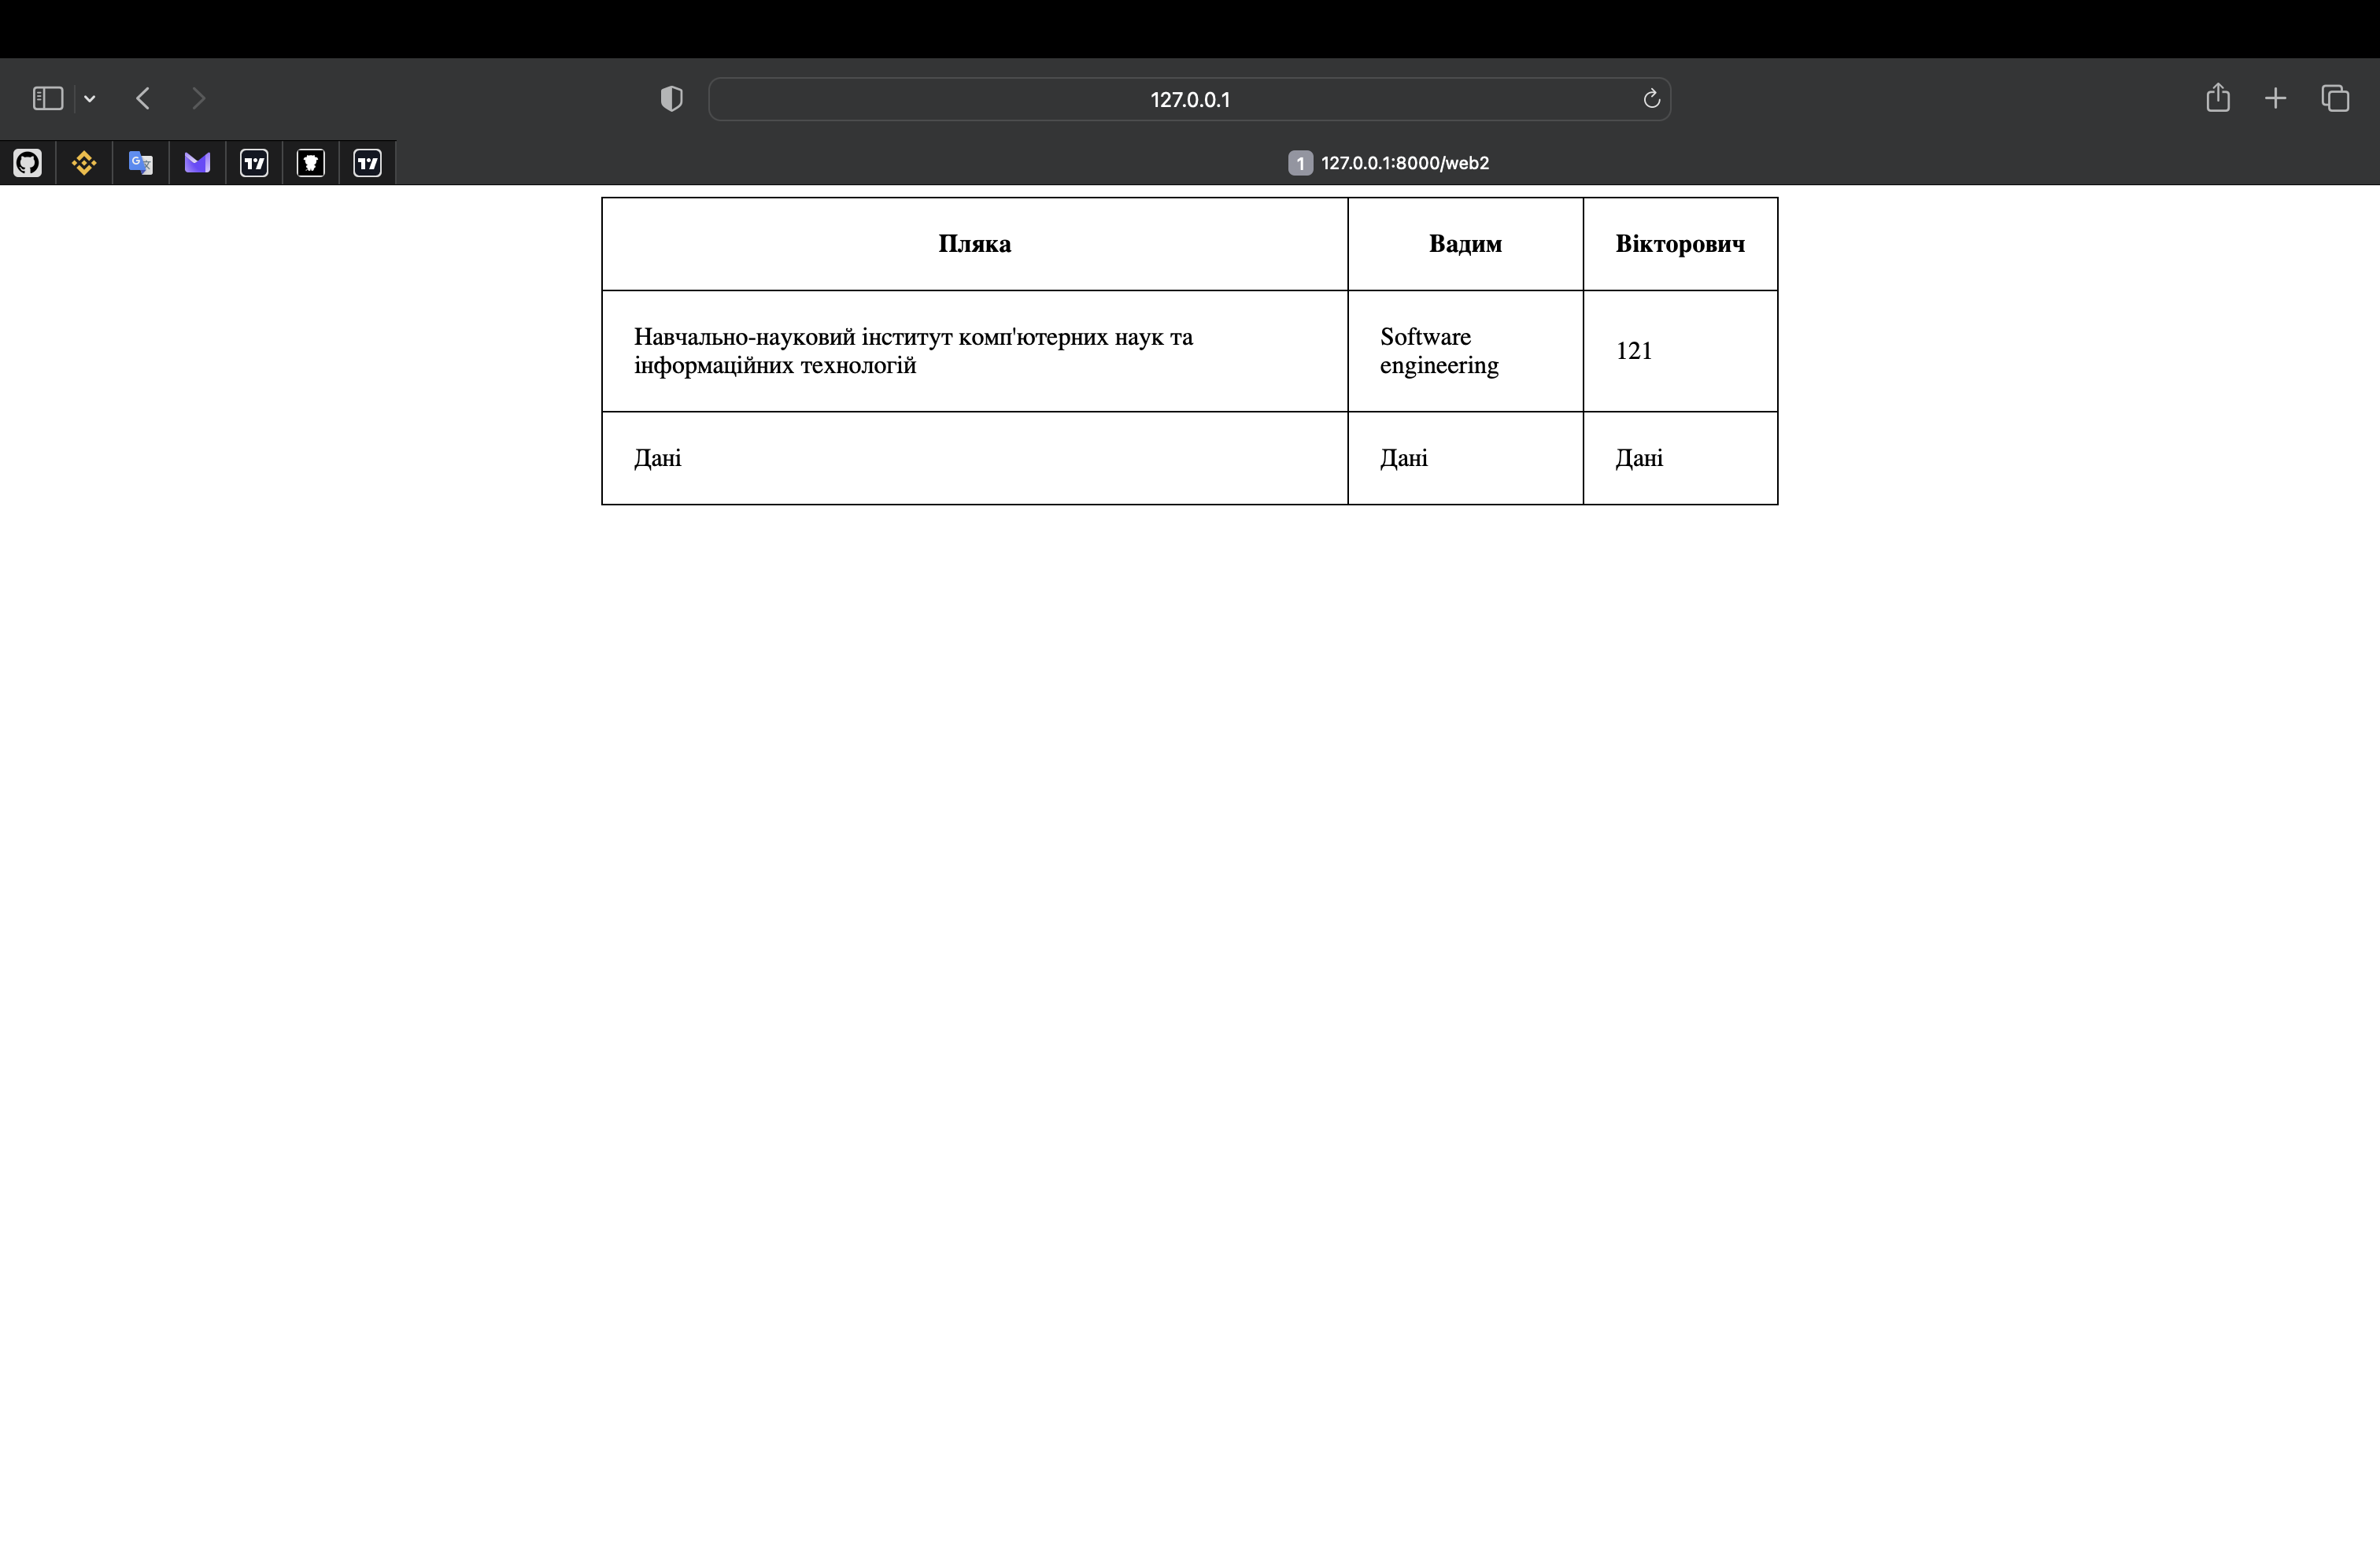 127.0.0.1
1 127.0.0.1:8000/web2
Пляка Вадим Вікторович
Навчально-науковий інститут комп'ютерних наук та
інформаційних технологій
Software
engineering
121
Дані Дані Дані